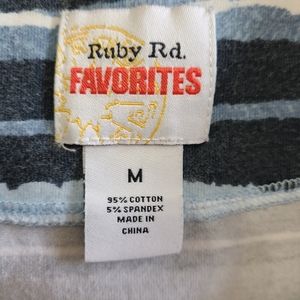 Ruby Rd.
FAVORITES
M
95% COTTON
5% SPANDEX
MADE IN
CHINA